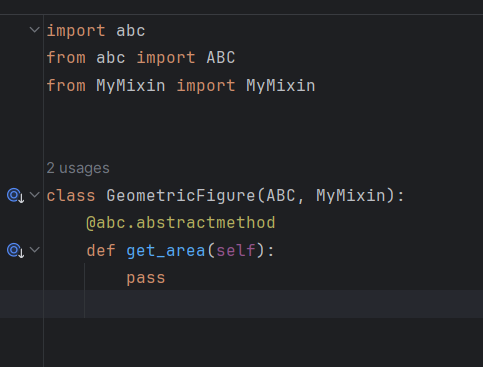 import abc
from abc import ABC
from MyMixin import MyMixin
2 usages
class GeometricFigure(ABC, MyMixin):
@abc.abstractmethod
def get_area(self):
pass